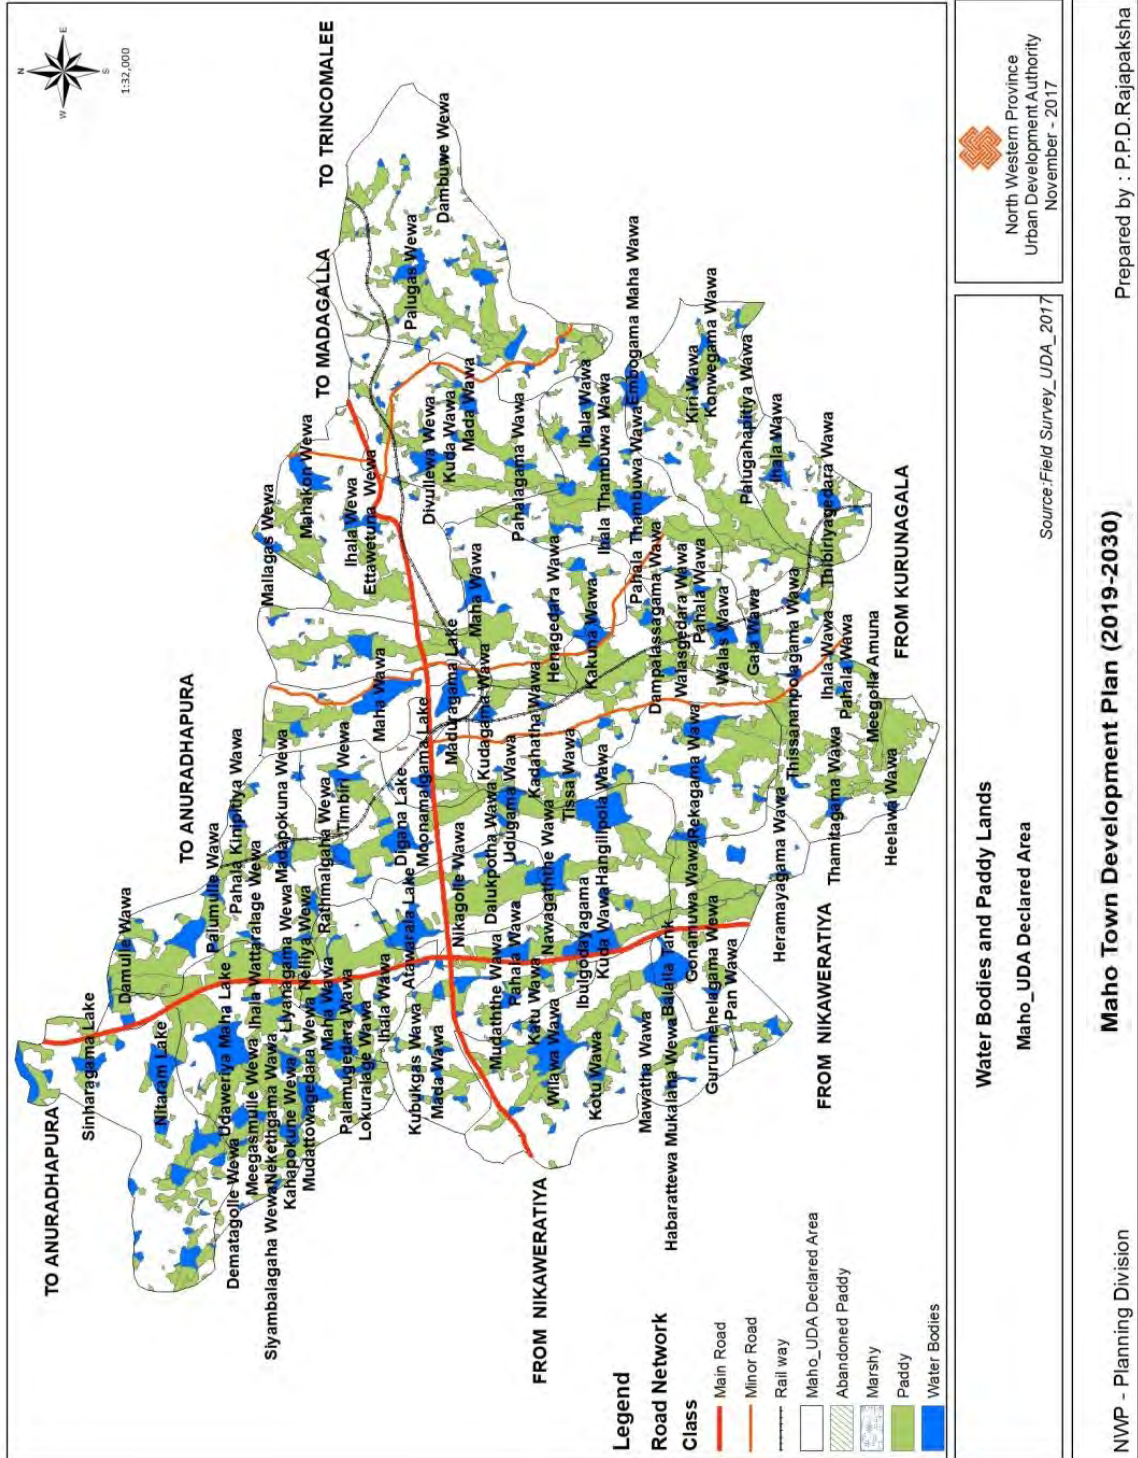 N
E
S
W
1:32,000
TO ANURADHAPURA
TO ANURADHAPURA
TO MADAGALLA
TO TRINCOMALEE
Sinharagama Lake
Damulle Wawa
Nitaram Lake
Palumulle Wawa
Pahala Kinipitiya Wawa
Udaweriya Maha Lake
Dematagolle Wewa
Meegasmulle Wewa
Ihala Wattaralage Wewa
Siyambalagaha Wewa
Nekethgama Wawa
Liyanagama Wewa
Madapokuna Wewa
Kahapokune Wewa
Nelliya Wewa
Mudattowagedara Wewa
Rathmalgaha Wewa
Maha Wawa
Timbiri Wewa
Palamugedara Wawa
Lokuralage Wawa
Ihala Wawa
Maha Wawa
Digana Lake
Atawarala Lake
Kubukgas Wawa
Mada Wawa
Moonamalgama Lake
Nikagolle Wawa
Maduragama Lake
Maha Wawa
Mallagas Wewa
Mahakon Wewa
Ihala Wewa
Ettawetuna Wewa
Palugas Wewa
Dambuwe Wewa
Divullewa Wewa
Kuda Wawa
Mada Wawa
Pahalagama Wawa
Kudagama Wawa
Dalukpotha Wawa
Mudaththe Wawa
Udugama Wawa
Pahala Wawa
Kadahatha Wawa
Katu Wawa
Nawagaththe Wawa
Wilawa Wawa
Henagedara Wawa
Tissa Wawa
Ibulgodayagama
Kakuna Wawa
Kotu Wawa
Kuda Wawa
Hangilipola Wawa
Ihala Wawa
Ihala Thambuwa Wawa
Pahala Thambuwa Wawa
Embogama Maha Wawa
Mawatha Wawa
Dampalassagama Wawa
Habarattewa Mukalana Wewa
Balalla Tank
Walasgedara Wawa
Gonamuwa Wawa
Rekagama Wawa
Pahala Wawa
Kiri Wawa
Konwegama Wawa
Gurunnehelagama Wewa
Walas Wawa
Pan Wawa
Gala Wawa
Palugahapitiya Wawa
Ihala Wawa
Heramayagama Wawa
Thissananpolagama Wawa
Thibiriyagedara Wawa
Ihala Wawa
Thamikagama Wawa
Pahala Wawa
Meegolla Amuna
Heelawa Wawa
FROM NIKAWERATIYA
FROM NIKAWERATIYA
FROM KURUNAGALA
Legend
Road Network
Class
Main Road
Minor Road
Rail way
Maho_UDA Declared Area
Abandoned Paddy
Marshy
Paddy
Water Bodies
Water Bodies and Paddy Lands
Maho_UDA Declared Area
Source:Field Survey_UDA_2017
North Western Province
Urban Development Authority
November - 2017
NWP - Planning Division
Maho Town Development Plan (2019-2030)
Prepared by : P.P.D.Rajapaksha